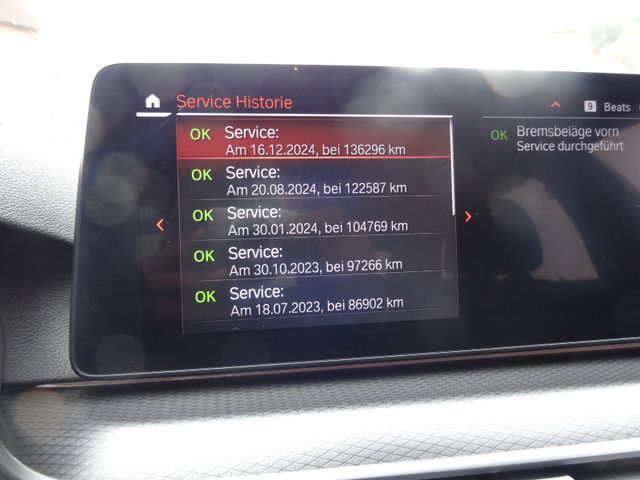 Service Historie
9 Beats
OK Service:
Am 16.12.2024, bei 136296 km
OK Service:
Am 20.08.2024, bei 122587 km
OK Service:
Am 30.01.2024, bei 104769 km
OK Service:
Am 30.10.2023, bei 97266 km
OK Service:
Am 18.07.2023, bei 86902 km
OK Bremsbeläge vorn
Service durchgeführt